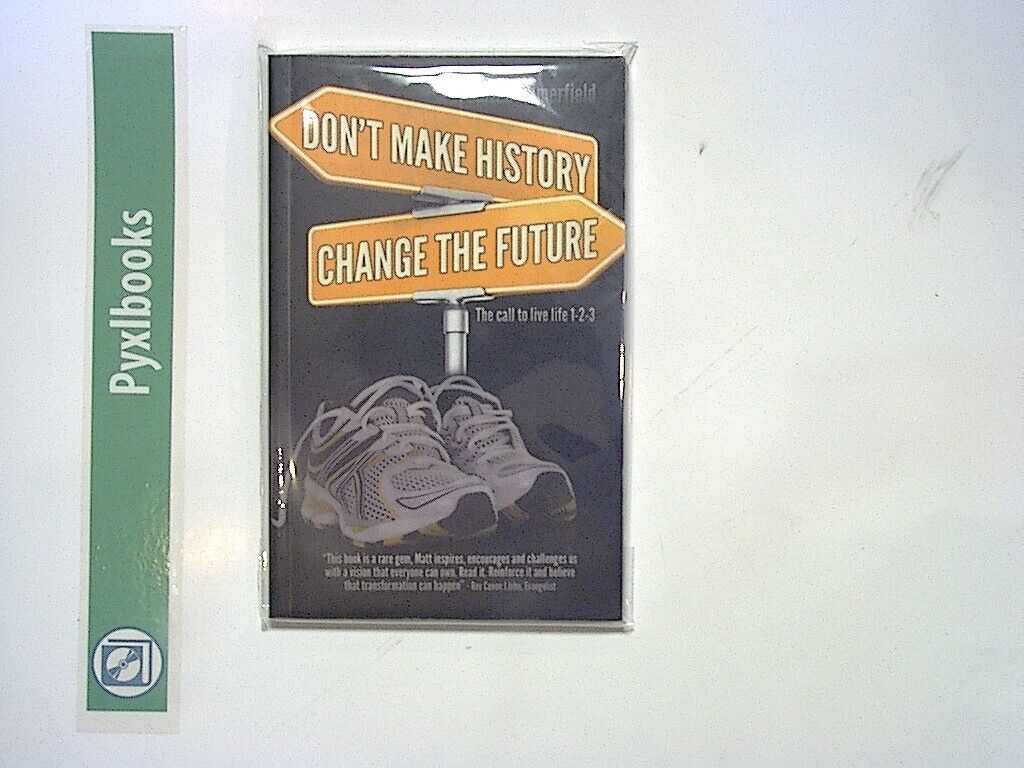 Pyxlbooks
DON'T MAKE HISTORY
CHANGE THE FUTURE
The call to live life 1-2-3
"This book is a rare gem. Matt inspires, encourages and challenges us
with a vision that everyone can own. Read it, Reinforce it and believe
that transformation can happen" - Rev